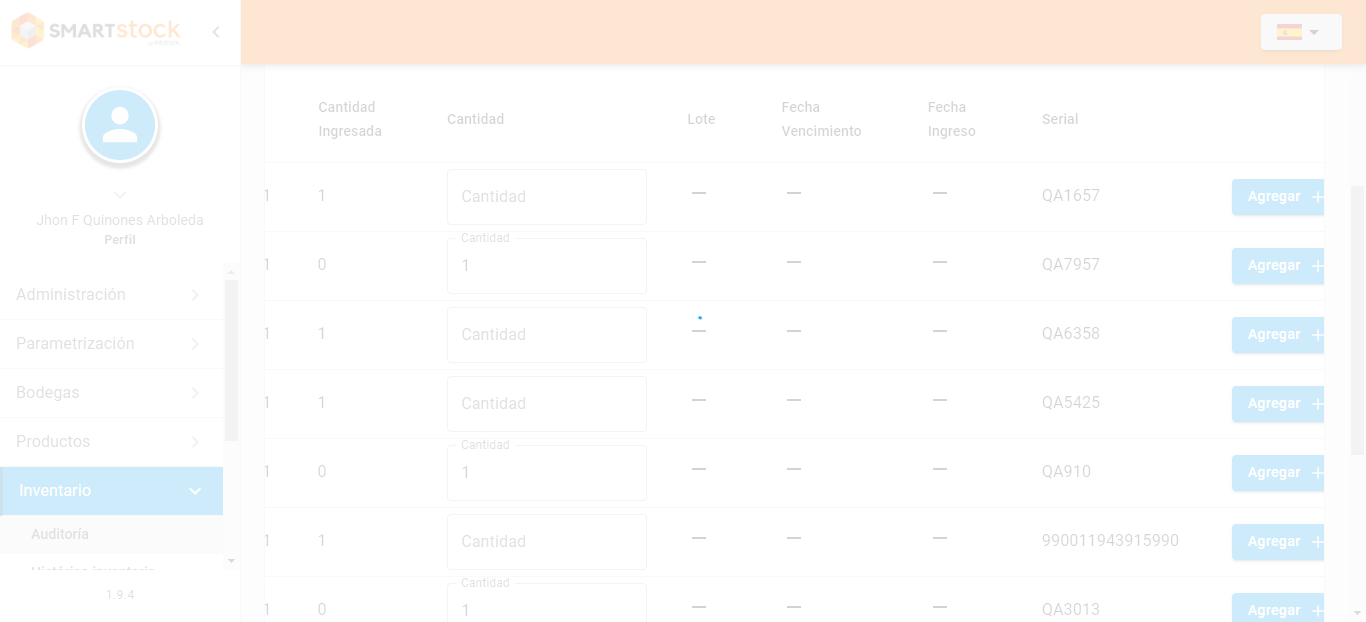 SMARTstock
Cantidad Ingresada
Cantidad
Lote
Fecha Vencimiento
Fecha Ingreso
Serial
1 1 Cantidad — — — QA1657 Agregar +
Cantidad
1 0 1 — — — QA7957 Agregar +
1 1 Cantidad — — — QA6358 Agregar +
1 1 Cantidad — — — QA5425 Agregar +
Cantidad
1 0 1 — — — QA910 Agregar +
1 1 Cantidad — — — 990011943915990 Agregar +
Cantidad
1 0 1 — — — QA3013 Agregar +
Jhon F Quinones Arboleda
Perfil
Administración
Parametrización
Bodegas
Productos
Inventario
Auditoría
Histórico inventario
1.9.4